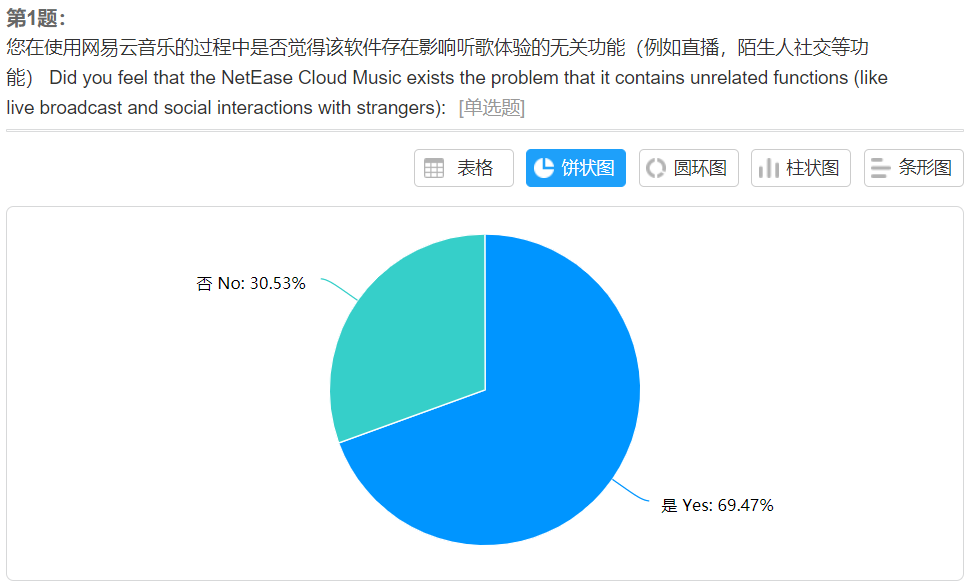 第1题：
您在使用网易云音乐的过程中是否觉得该软件存在影响听歌体验的无关功能（例如直播，陌生人社交等功
能） Did you feel that the NetEase Cloud Music exists the problem that it contains unrelated functions (like
live broadcast and social interactions with strangers): [单选题]
表格 饼状图 圆环图 柱状图 条形图
否 No: 30.53%
是 Yes: 69.47%